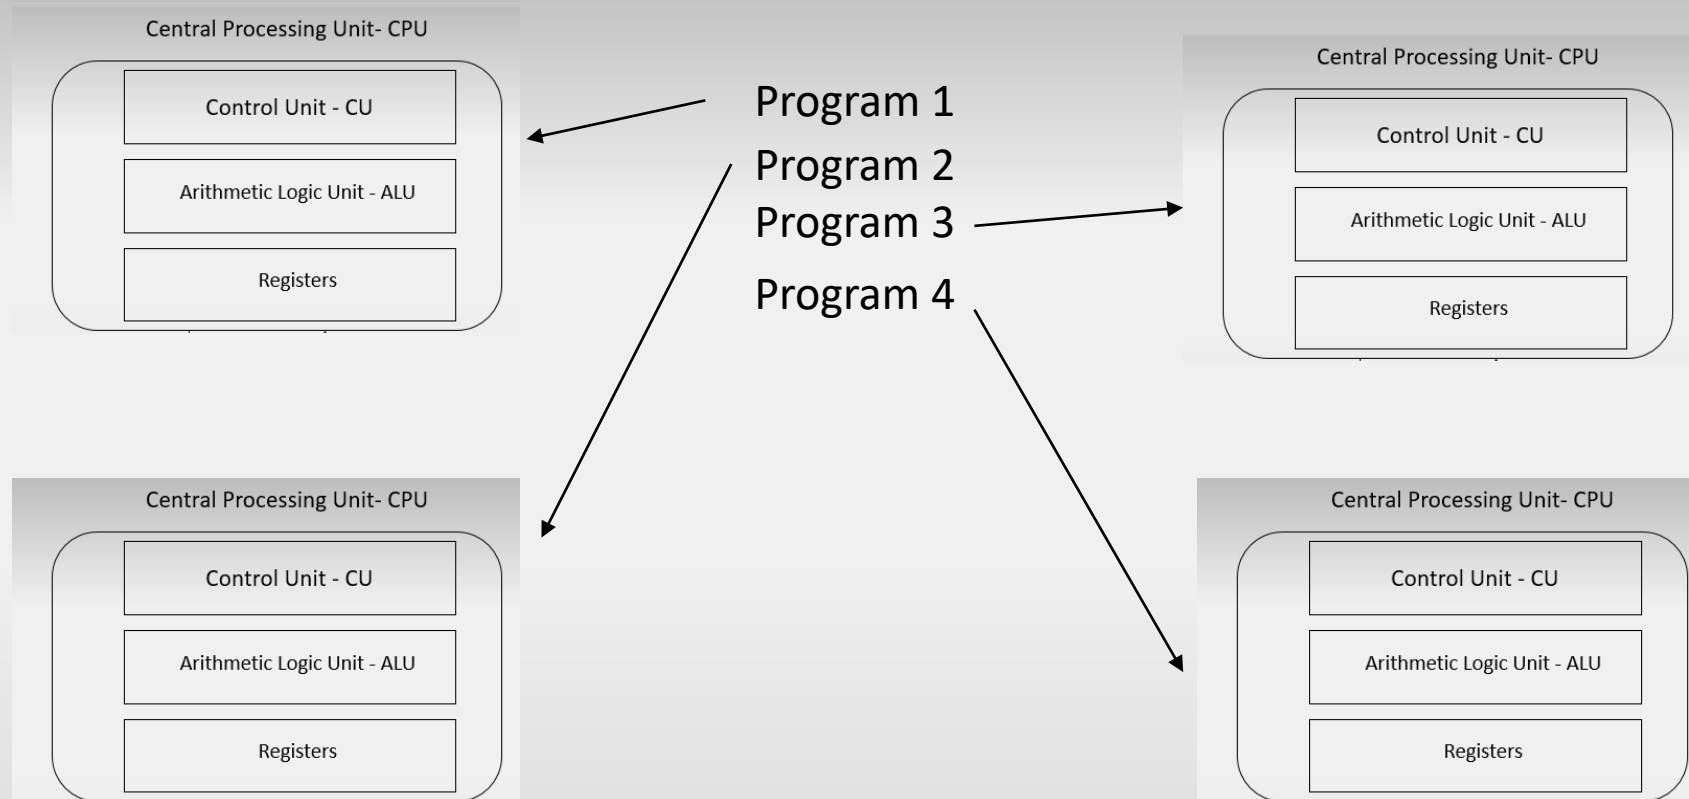 Central Processing Unit- CPU
Control Unit - CU
Arithmetic Logic Unit - ALU
Registers
Program 1
Program 2
Program 3
Program 4
Central Processing Unit- CPU
Control Unit - CU
Arithmetic Logic Unit - ALU
Registers
Central Processing Unit- CPU
Control Unit - CU
Arithmetic Logic Unit - ALU
Registers
Central Processing Unit- CPU
Control Unit - CU
Arithmetic Logic Unit - ALU
Registers